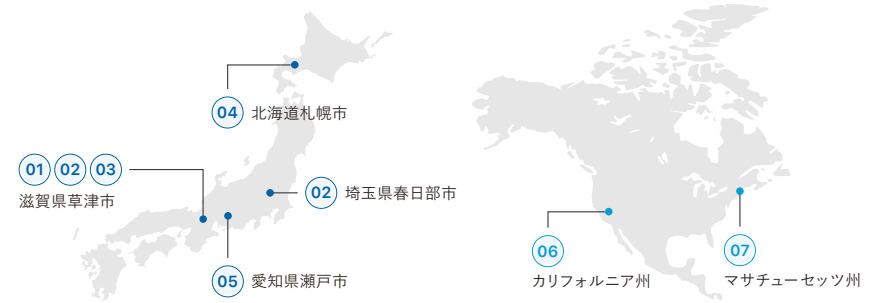 04 北海道札幌市
01 02 03
滋賀県草津市
02 埼玉県春日部市
05 愛知県瀬戸市
06
カリフォルニア州
07
マサチューセッツ州